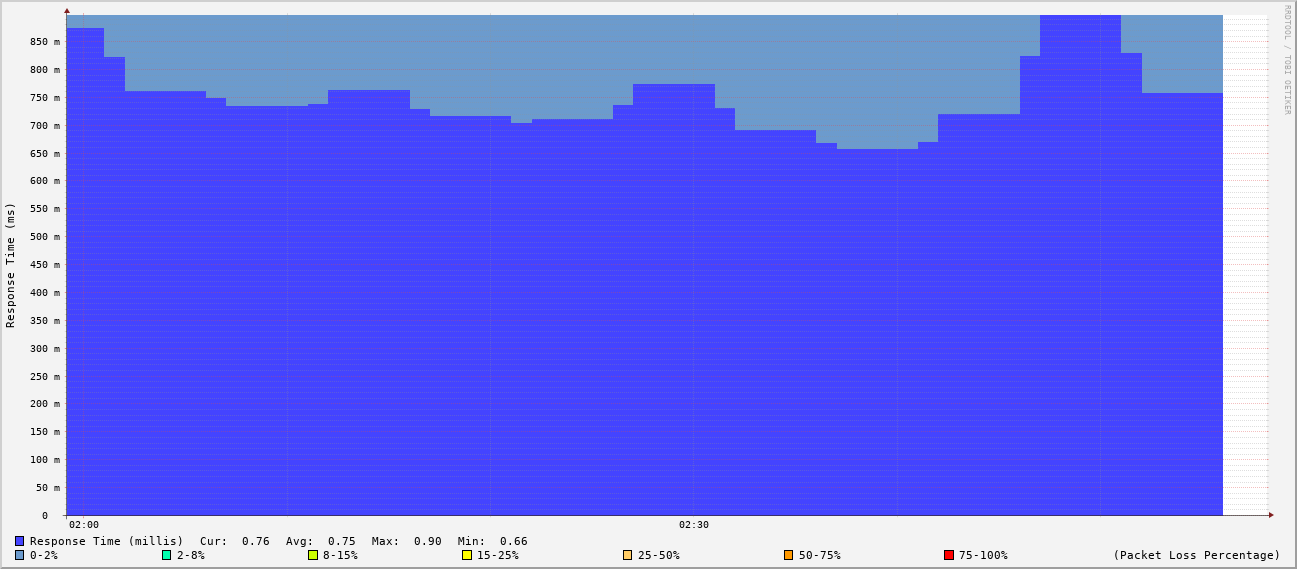 RRDTOOL / TOBI OETIKER
Response Time (ms)
850 m
800 m
750 m
700 m
650 m
600 m
550 m
500 m
450 m
400 m
350 m
300 m
250 m
200 m
150 m
100 m
50 m
0
02:00 02:30
Response Time (millis) Cur: 0.76 Avg: 0.75 Max: 0.90 Min: 0.66
0-2% 2-8% 8-15% 15-25% 25-50% 50-75% 75-100% (Packet Loss Percentage)